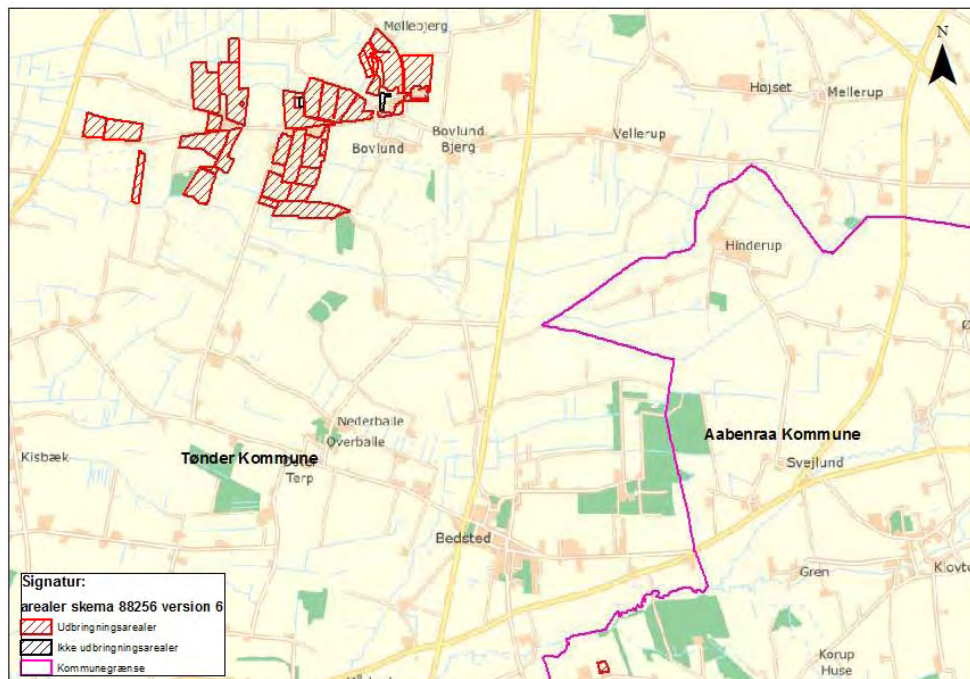 Møllebjerg
N
Højset
Mellerup
Bovlund
Bjerg
Vellerup
Bovlund
Hinderup
Nederballe
Overballe
Aabenraa Kommune
Kisbæk
Tønder Kommune
Terp
Svejlund
Bedsted
Gren
Klovto
Signatur:
arealer skema 88256 version 6
Udbringningsarealer
Ikke udbringningsarealer
Kommunegrænse
Korup
Huse